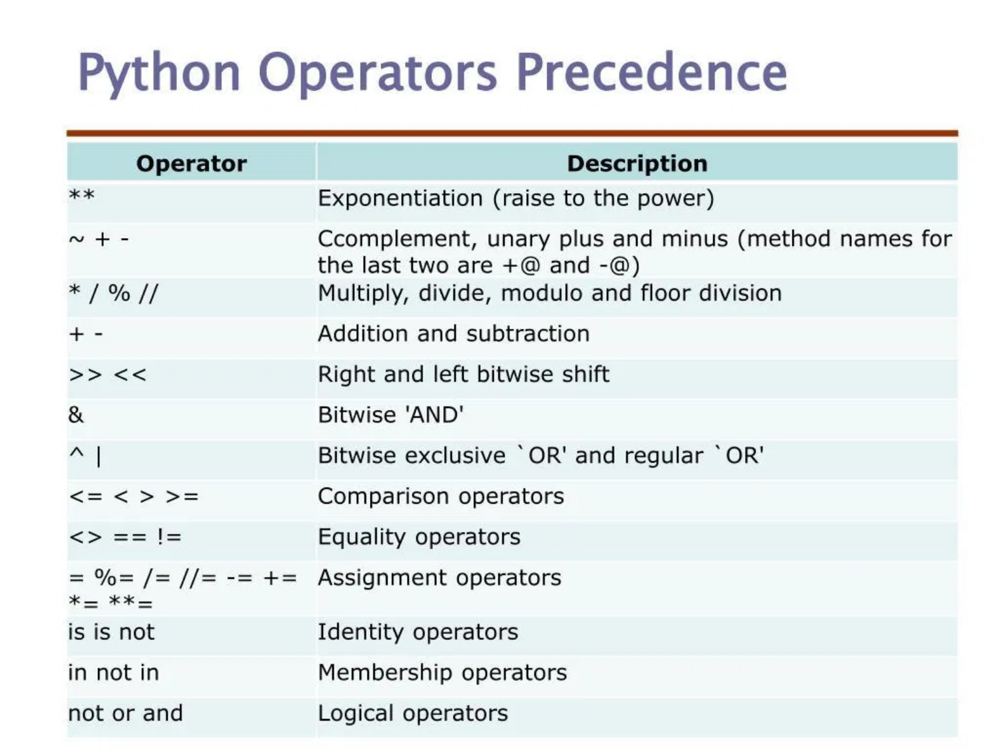 Python Operators Precedence
Operator Description
** Exponentiation (raise to the power)
~ + - Ccomplement, unary plus and minus (method names for
the last two are +@ and -@)
* / % // Multiply, divide, modulo and floor division
+ - Addition and subtraction
>> << Right and left bitwise shift
& Bitwise 'AND'
^ | Bitwise exclusive `OR' and regular `OR'
<= < > >= Comparison operators
<> == != Equality operators
= %= /= //= -= += Assignment operators
*= **=
is is not Identity operators
in not in Membership operators
not or and Logical operators